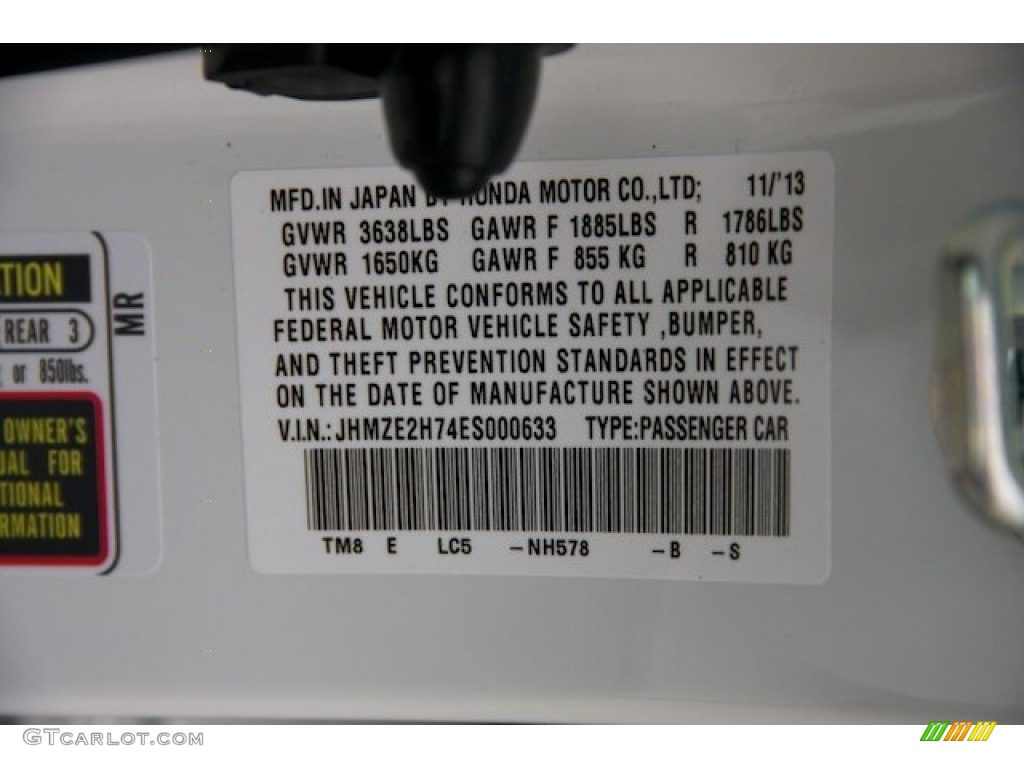 MFD.IN JAPAN BY HONDA MOTOR CO.,LTD; 11/'13
GVWR 3638LBS GAWR F 1885LBS R 1786LBS
GVWR 1650KG GAWR F 855 KG R 810 KG
THIS VEHICLE CONFORMS TO ALL APPLICABLE
FEDERAL MOTOR VEHICLE SAFETY ,BUMPER,
AND THEFT PREVENTION STANDARDS IN EFFECT
ON THE DATE OF MANUFACTURE SHOWN ABOVE.
V.I.N.: JHMZE2H74ES000633 TYPE:PASSENGER CAR
TM8 E LC5 -NH578 -B -S
TION
REAR 3
MR
or 850lbs.
OWNER'S
UAL FOR
TIONAL
RMATION
GTCARLOT.COM